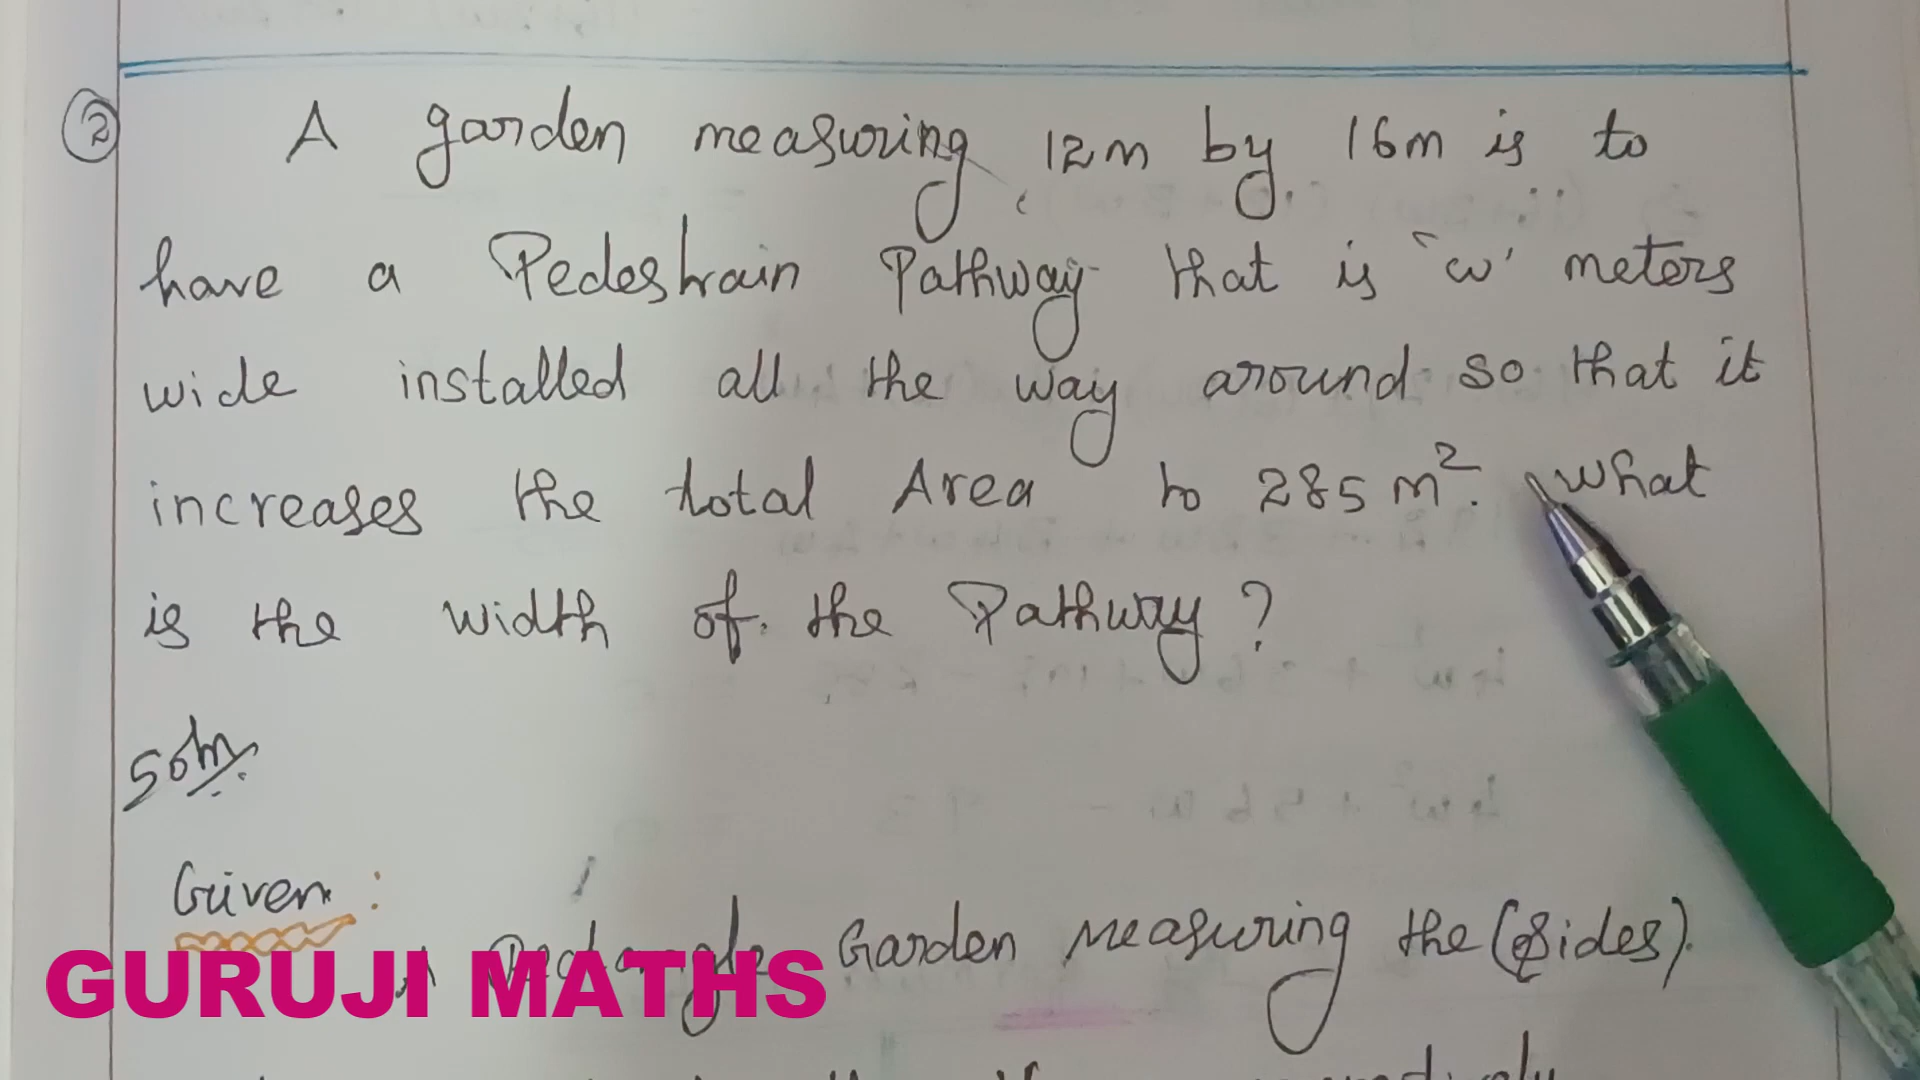 2 A garden measuring 12m by 16m is to
have a Pedestrain Pathway that is 'w' meters
wide installed all the way around so that it
increases the total Area to 285 m². What
is the width of the Pathway?
Soln
Given:
A Rectangle Garden Measuring the (Sides).
GURUJI MATHS